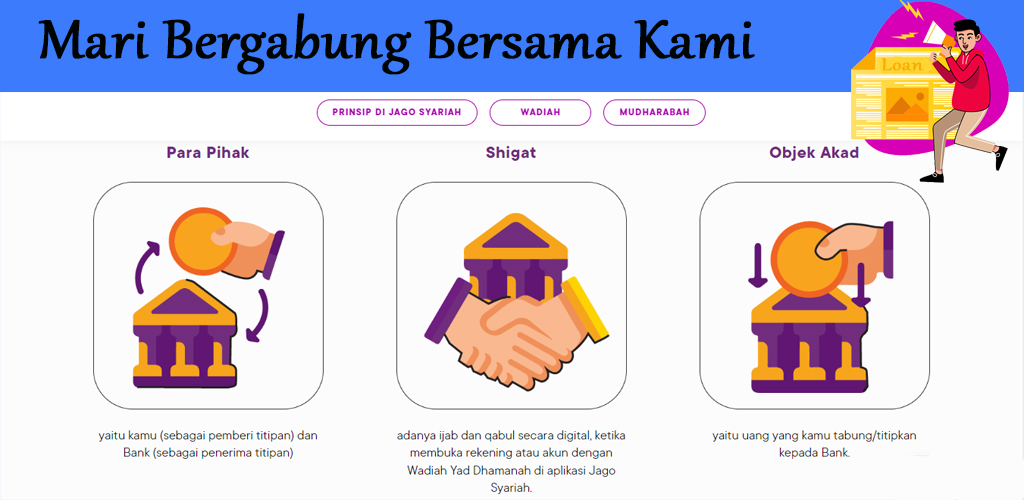 Mari Bergabung Bersama Kami
Loan
PRINSIP DI JAGO SYARIAH
WADIAH
MUDHARABAH
Para Pihak
Shigat
Objek Akad
yaitu kamu (sebagai pemberi titipan) dan
Bank (sebagai penerima titipan)
adanya ijab dan qabul secara digital, ketika
membuka rekening atau akun dengan
Wadiah Yad Dhamanah di aplikasi Jago
Syariah.
yaitu uang yang kamu tabung/titipkan
kepada Bank.